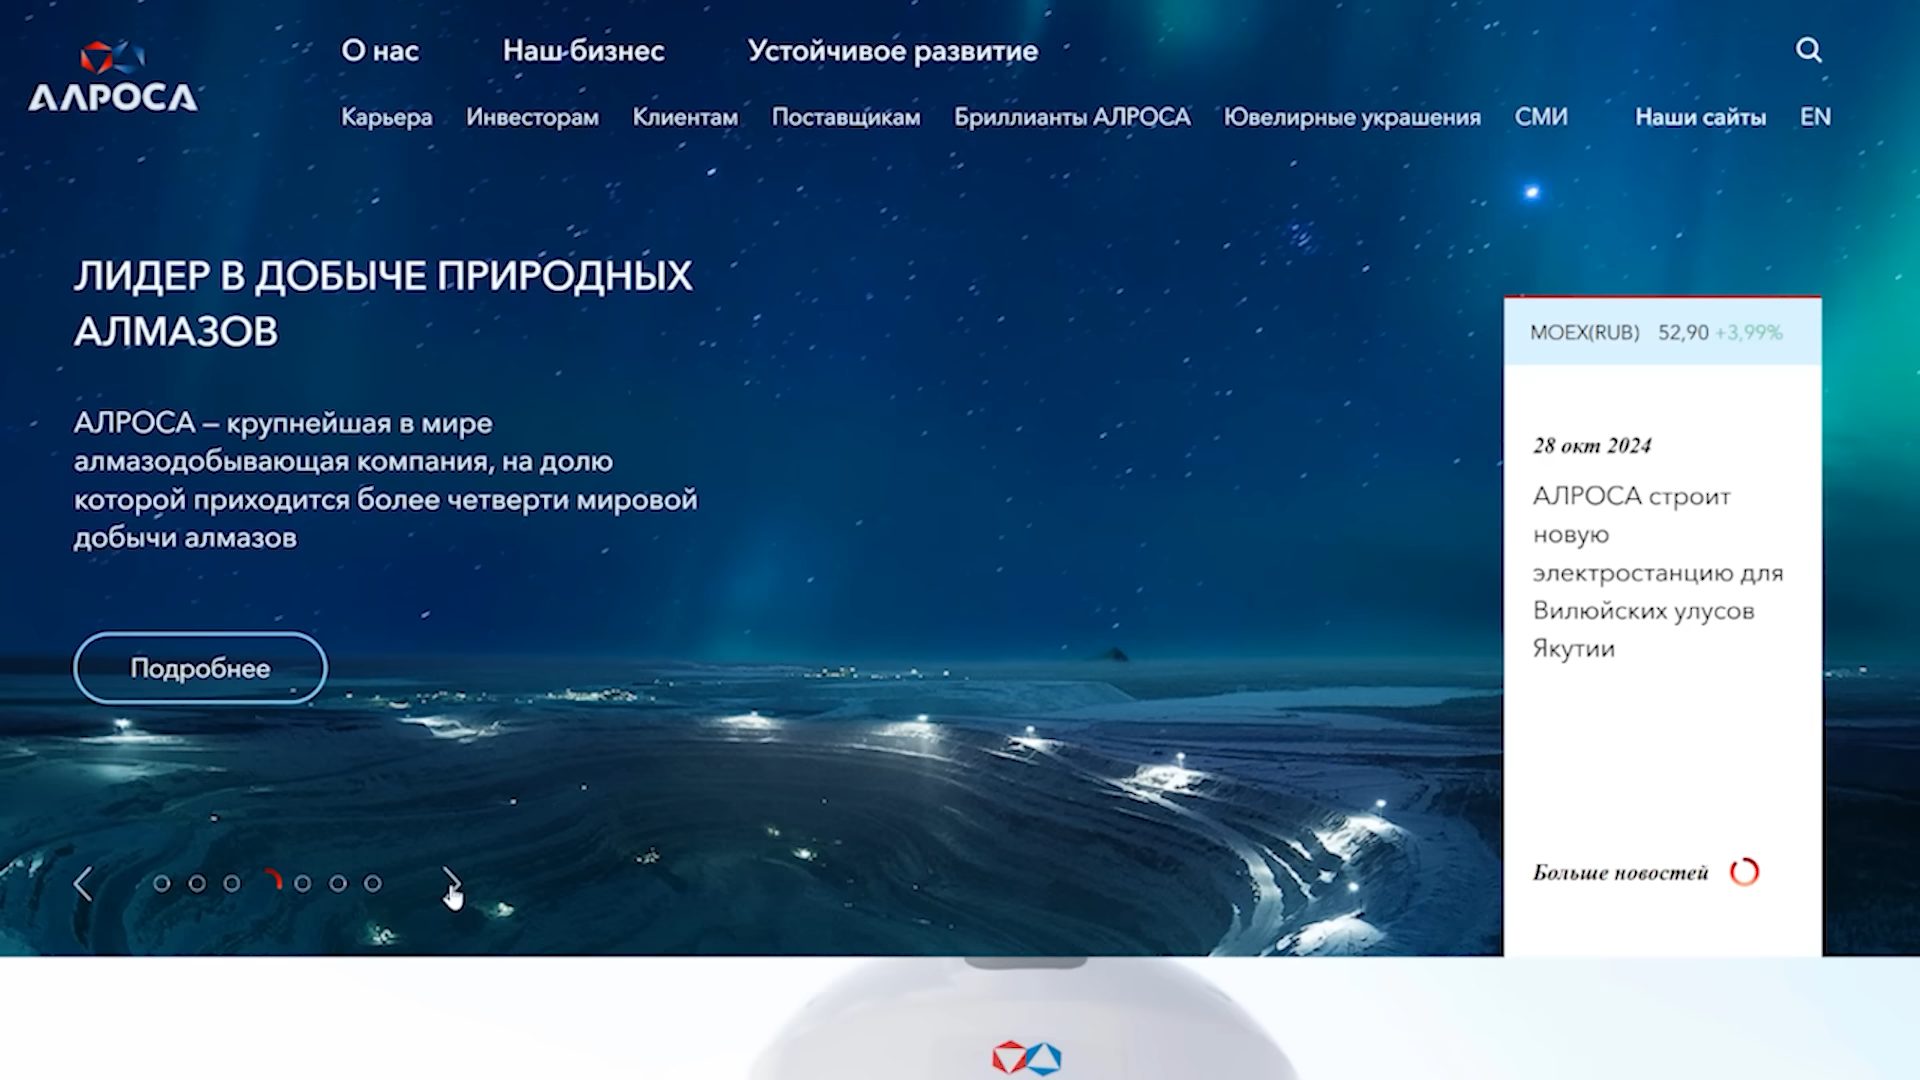 АЛРОСА
О нас Наш бизнес Устойчивое развитие
Карьера Инвесторам Клиентам Поставщикам Бриллианты АЛРОСА Ювелирные украшения СМИ Наши сайты EN
ЛИДЕР В ДОБЫЧЕ ПРИРОДНЫХ
АЛМАЗОВ
АЛРОСА – крупнейшая в мире
алмазодобывающая компания, на долю
которой приходится более четверти мировой
добычи алмазов
Подробнее
MOEX(RUB) 52,90 +3,99%
28 окт 2024
АЛРОСА строит
новую
электростанцию для
Вилюйских улусов
Якутии
Больше новостей